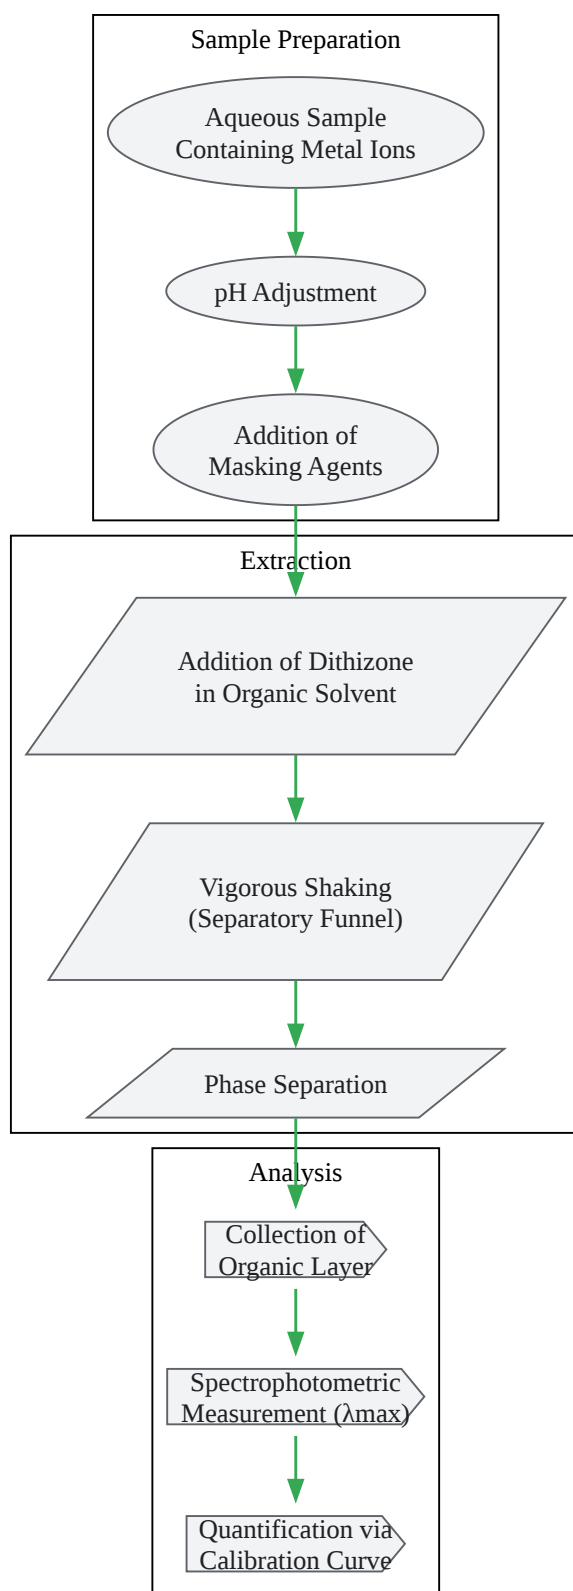 Sample Preparation
Aqueous Sample
Containing Metal Ions
pH Adjustment
Addition of
Masking Agents
Extraction
Addition of Dithizone
in Organic Solvent
Vigorous Shaking
(Separatory Funnel)
Phase Separation
Analysis
Collection of
Organic Layer
Spectrophotometric
Measurement (λmax)
Quantification via
Calibration Curve